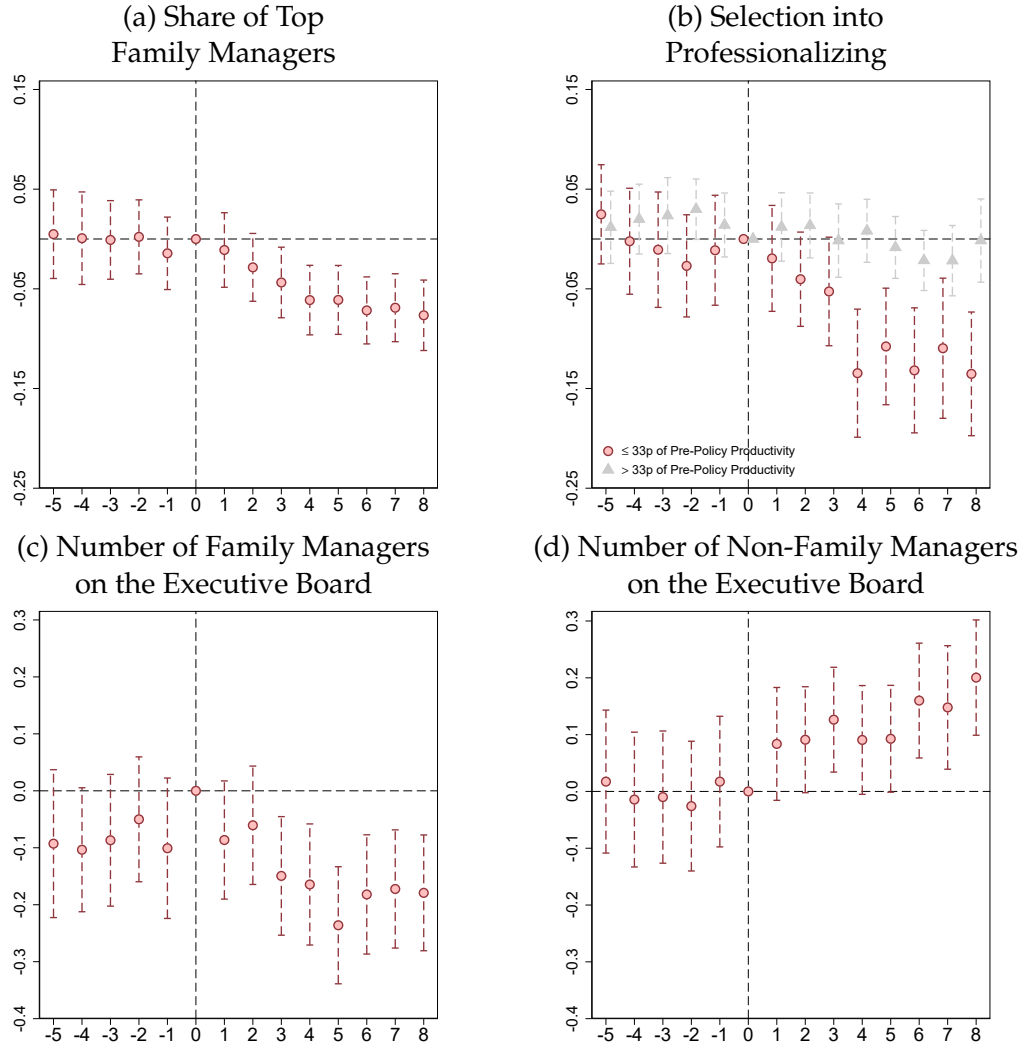 (a) Share of Top
Family Managers
0.15
0.05
-0.05
-0.15
-0.25
-5 -4 -3 -2 -1 0 1 2 3 4 5 6 7 8
(b) Selection into
Professionalizing
0.15
0.05
-0.05
-0.15
-0.25
≤ 33p of Pre-Policy Productivity
> 33p of Pre-Policy Productivity
-5 -4 -3 -2 -1 0 1 2 3 4 5 6 7 8
(c) Number of Family Managers
on the Executive Board
0.3
0.2
0.1
0.0
-0.1
-0.2
-0.3
-0.4
-5 -4 -3 -2 -1 0 1 2 3 4 5 6 7 8
(d) Number of Non-Family Managers
on the Executive Board
0.3
0.2
0.1
0.0
-0.1
-0.2
-0.3
-0.4
-5 -4 -3 -2 -1 0 1 2 3 4 5 6 7 8